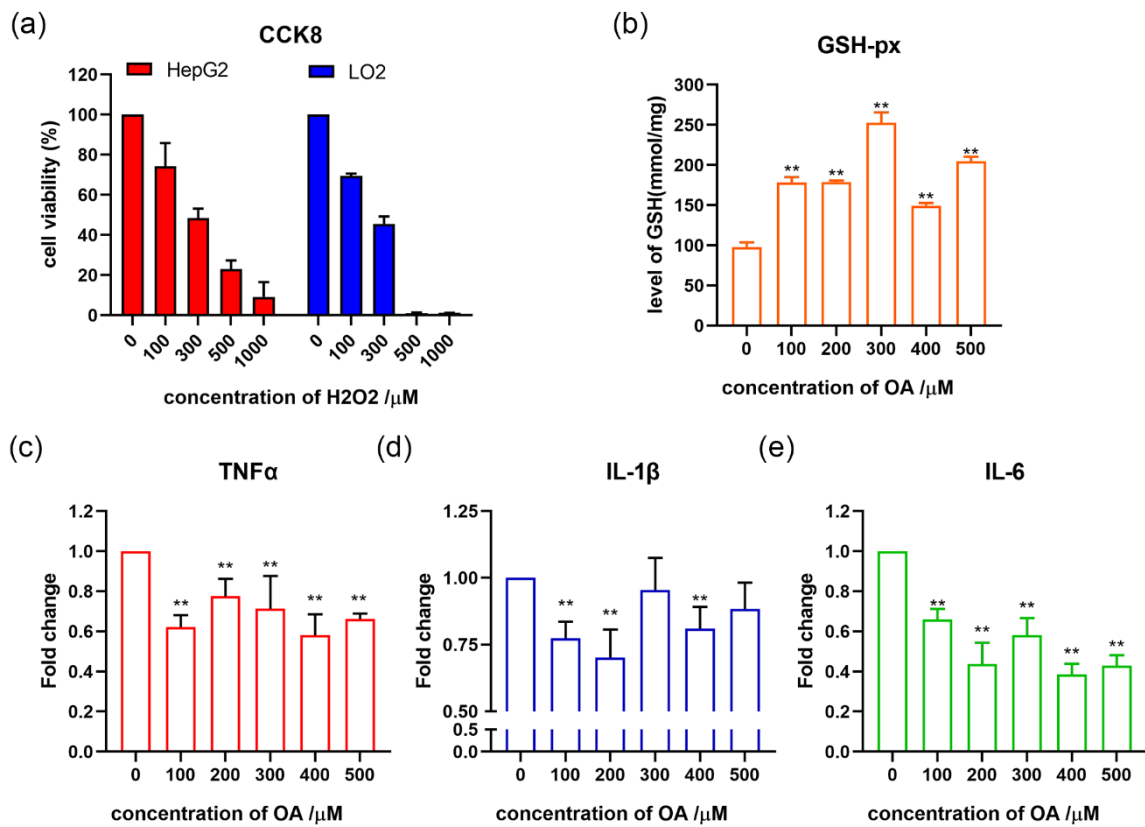 (a)
CCK8
HepG2
LO2
cell viability (%)
120
100
80
60
40
20
0
0 100 300 500 1000 0 100 300 500 1000
concentration of H2O2 /μM
(b)
GSH-px
level of GSH(mmol/mg)
300
250
200
150
100
50
0
** ** ** ** **
0 100 200 300 400 500
concentration of OA /μM
(c)
TNFα
Fold change
1.2
1.0
0.8
0.6
0.4
0.2
0.0
** ** ** ** **
0 100 200 300 400 500
concentration of OA /μM
(d)
IL-1β
Fold change
1.25
1.00
0.75
0.50
0.5
0.0
** ** **
0 100 200 300 400 500
concentration of OA /μM
(e)
IL-6
Fold change
1.2
1.0
0.8
0.6
0.4
0.2
0.0
** ** ** ** **
0 100 200 300 400 500
concentration of OA /μM